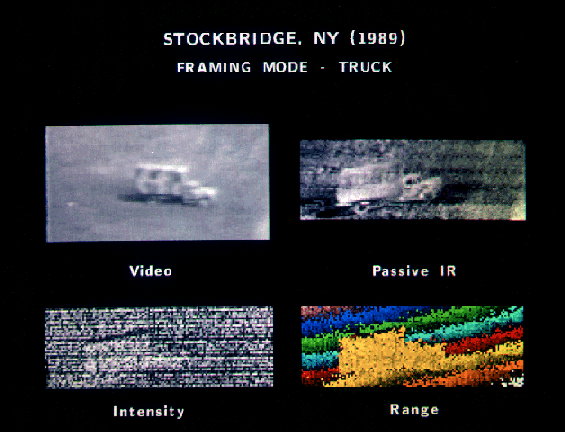 STOCKBRIDGE, NY (1989)
FRAMING MODE - TRUCK
Video
Passive IR
Intensity
Range